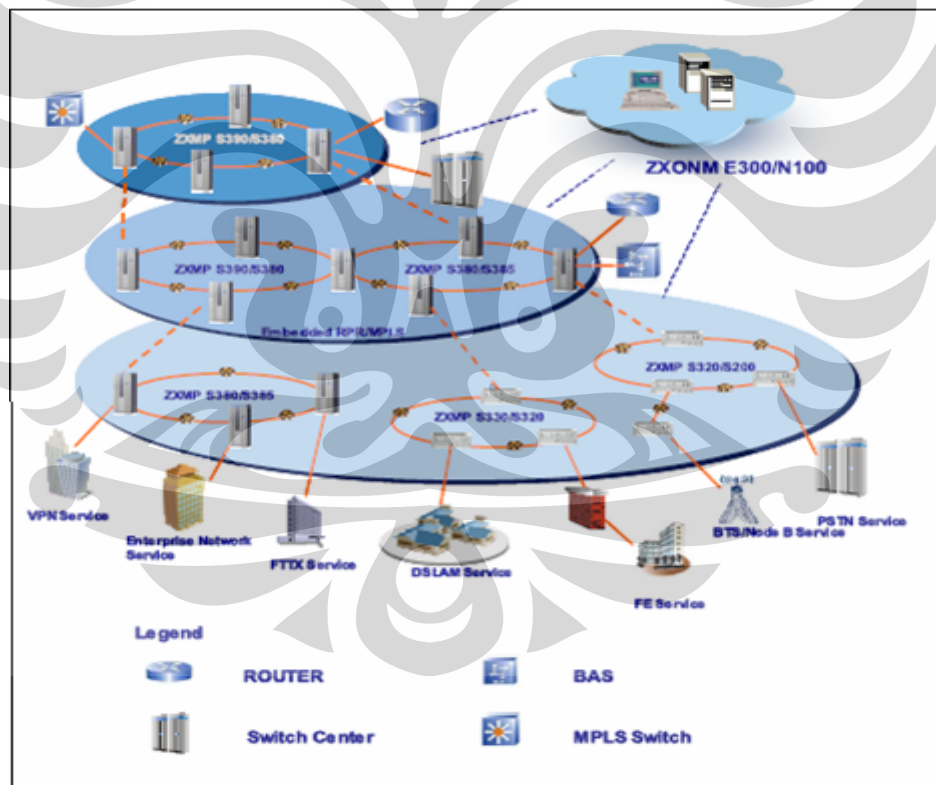 ZXMP S390/S380
ZXONM E300/N100
ZXMP S390/S380
ZXMP S380/S385
Embedded RPR/MPLS
ZXMP S320/S200
ZXMP S380/S385
ZXMP S330/S320
VPN Service
Enterprise Network
Service
FTTX Service
DSLAM Service
FE Service
BTS/Node B Service
PSTN Service
Legend
ROUTER
BAS
Switch Center
MPLS Switch